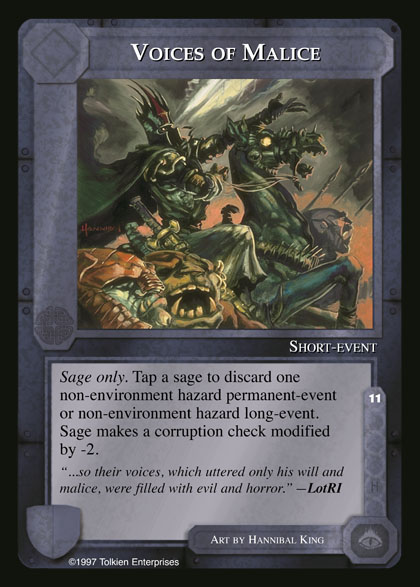 VOICES OF MALICE
HANNIBAL K
SHORT-EVENT
Sage only. Tap a sage to discard one
non-environment hazard permanent-event
or non-environment hazard long-event.
Sage makes a corruption check modified
by -2.
“...so their voices, which uttered only his will and
malice, were filled with evil and horror.” —LotRI
11
H
ART BY HANNIBAL KING
©1997 Tolkien Enterprises